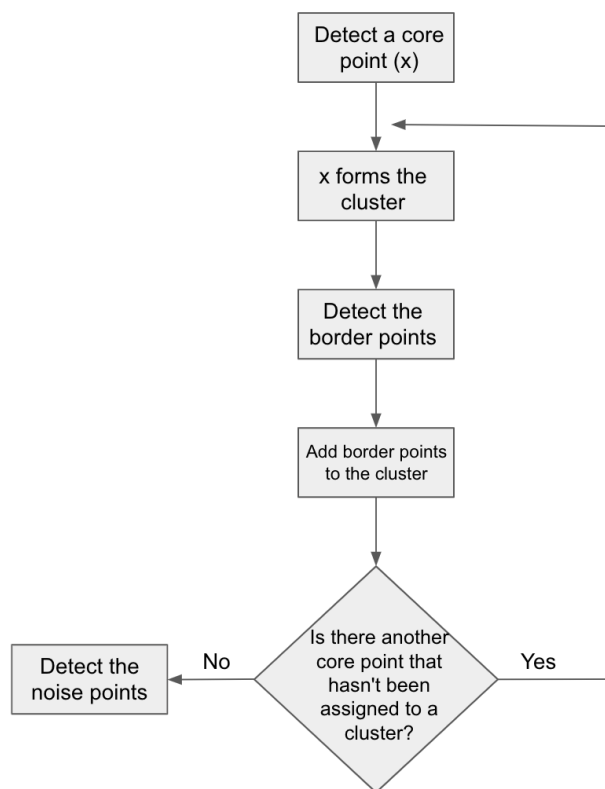 Detect a core
point (x)
x forms the
cluster
Detect the
border points
Add border points
to the cluster
Is there another
core point that
hasn't been
assigned to a
cluster?
No
Yes
Detect the
noise points